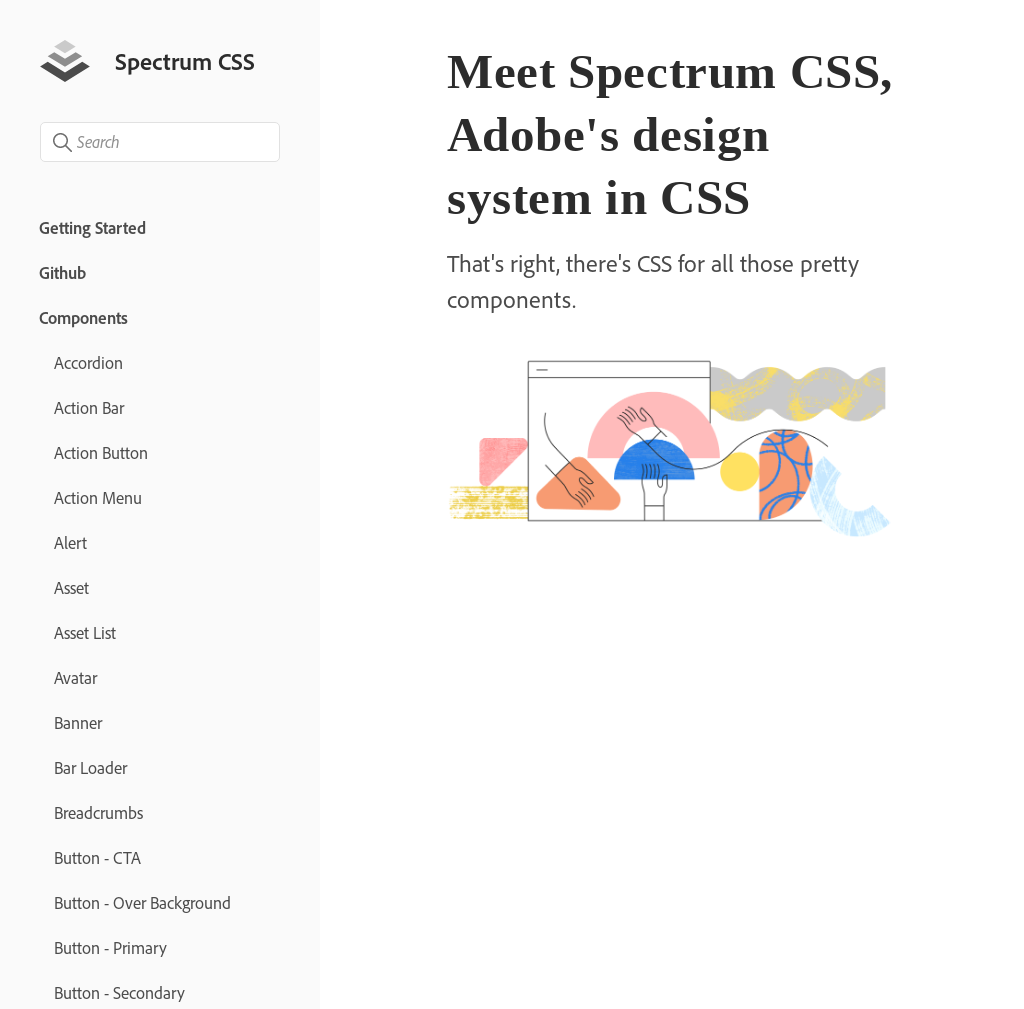 Spectrum CSS
Search
Getting Started
Github
Components
Accordion
Action Bar
Action Button
Action Menu
Alert
Asset
Asset List
Avatar
Banner
Bar Loader
Breadcrumbs
Button - CTA
Button - Over Background
Button - Primary
Button - Secondary
Meet Spectrum CSS,
Adobe's design
system in CSS
That's right, there's CSS for all those pretty
components.